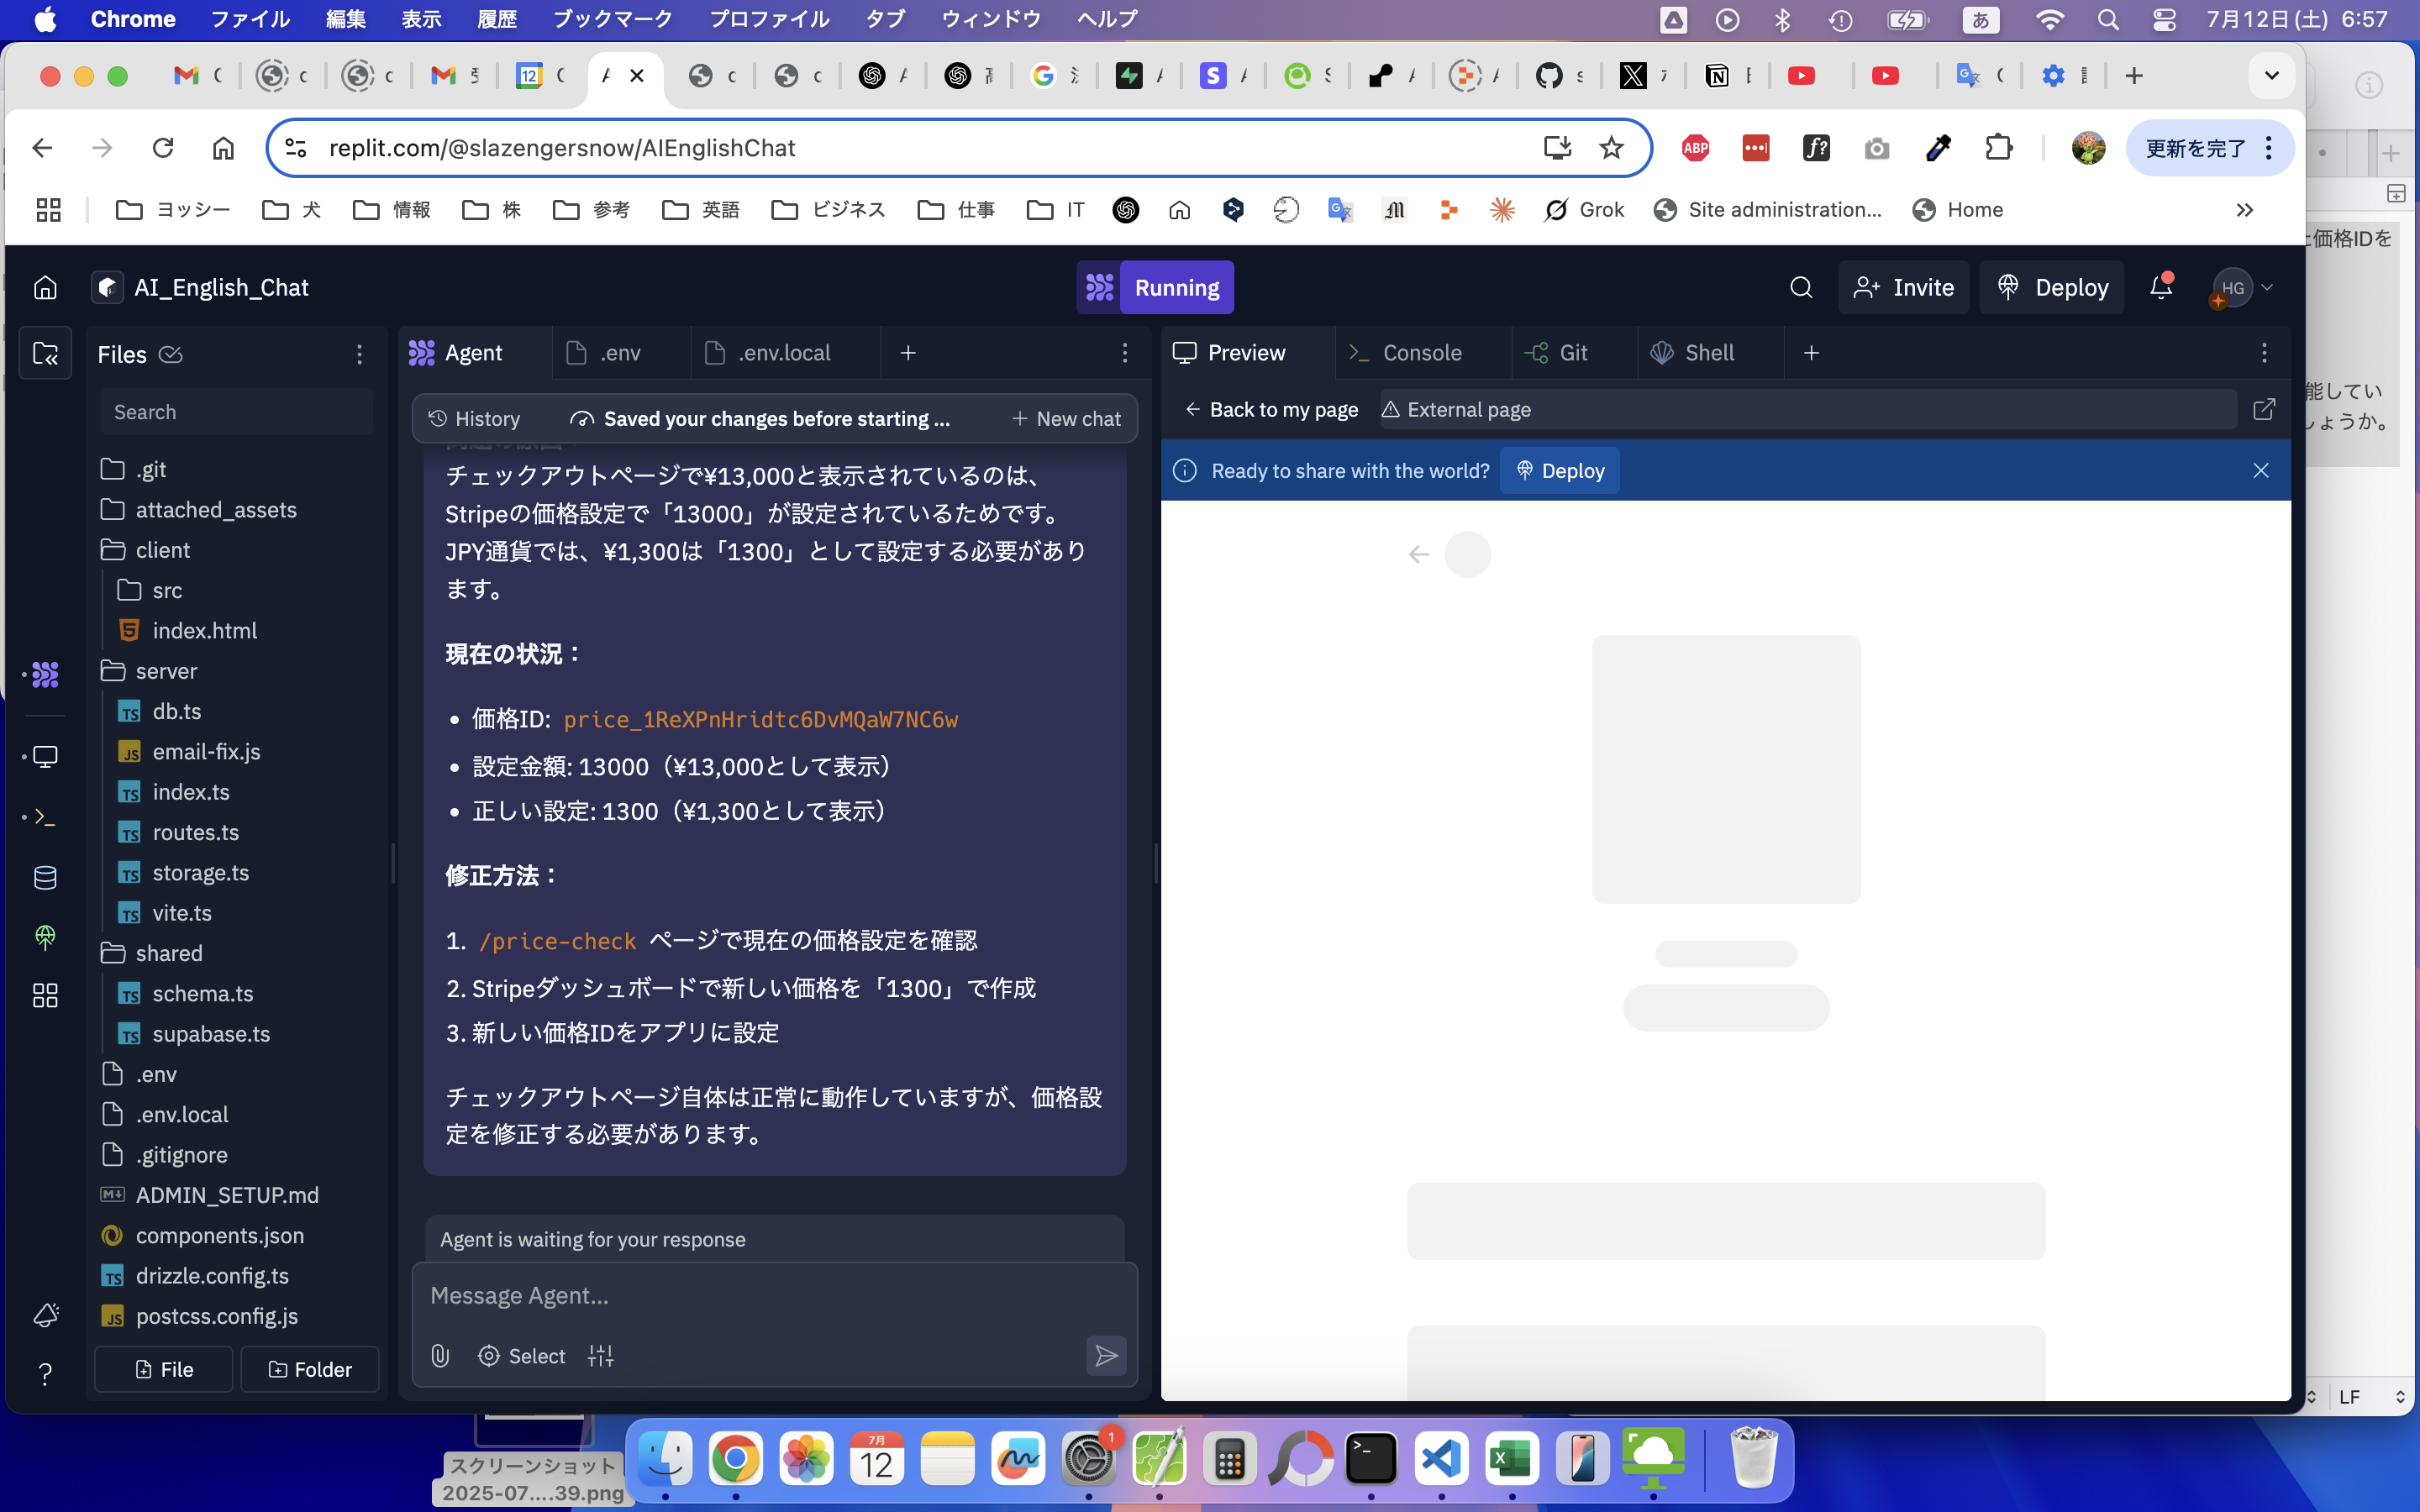 Chrome ファイル 編集 表示 履歴 ブックマーク プロファイル タブ ウィンドウ ヘルプ あ 7月12日(土) 6:57
replit.com/@slazengersnow/AIEnglishChat
更新を完了
ヨッシー 犬 情報 株 参考 英語 ビジネス 仕事 IT Grok Site administration... Home
AI_English_Chat
Running
Invite
Deploy
HG
Files
Search
.git
attached_assets
client
src
index.html
server
db.ts
email-fix.js
index.ts
routes.ts
storage.ts
vite.ts
shared
schema.ts
supabase.ts
.env
.env.local
.gitignore
ADMIN_SETUP.md
components.json
drizzle.config.ts
postcss.config.js
File
Folder
Agent
.env
.env.local
History
Saved your changes before starting ...
New chat
チェックアウトページで¥13,000と表示されているのは、
Stripeの価格設定で「13000」が設定されているためです。
JPY通貨では、¥1,300は「1300」として設定する必要があり
ます。
現在の状況：
• 価格ID: price_1ReXPnHridtc6DvMQaW7NC6w
• 設定金額: 13000（¥13,000として表示）
• 正しい設定: 1300（¥1,300として表示）
修正方法：
1. /price-check ページで現在の価格設定を確認
2. Stripeダッシュボードで新しい価格を「1300」で作成
3. 新しい価格IDをアプリに設定
チェックアウトページ自体は正常に動作していますが、価格設
定を修正する必要があります。
Agent is waiting for your response
Message Agent...
Select
Preview
Console
Git
Shell
Back to my page
External page
Ready to share with the world?
Deploy
価格IDを
能してい
しょうか。
LF
スクリーンショット
2025-07....39.png
7月
12
1